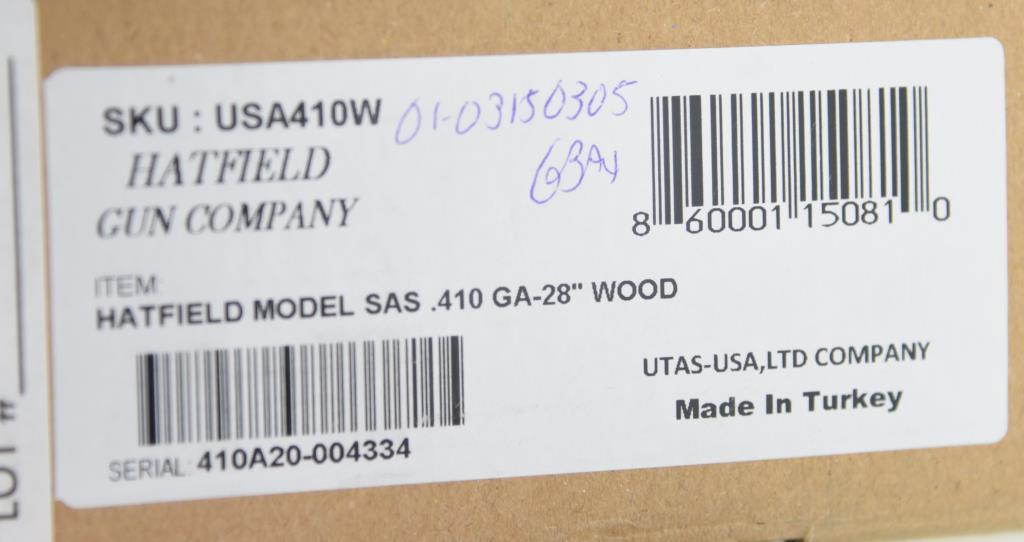 SKU : USA410W
01-03150305
HATFIELD
GUN COMPANY
8 60001 15081 0
ITEM:
HATFIELD MODEL SAS .410 GA-28" WOOD
UTAS-USA,LTD COMPANY
Made In Turkey
SERIAL: 410A20-004334
LOT #